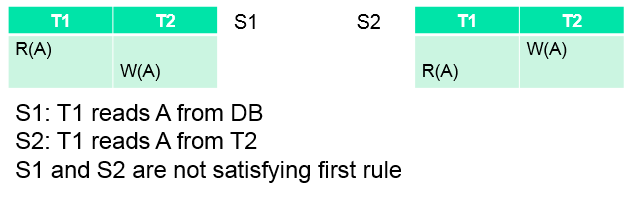 T1 T2 S1 S2 T1 T2
R(A) W(A)
W(A) R(A)
S1: T1 reads A from DB
S2: T1 reads A from T2
S1 and S2 are not satisfying first rule